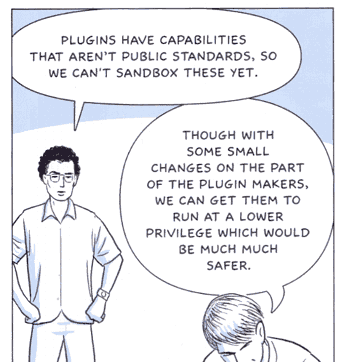 PLUGINS HAVE CAPABILITIES
THAT AREN'T PUBLIC STANDARDS, SO
WE CAN'T SANDBOX THESE YET.
THOUGH WITH
SOME SMALL
CHANGES ON THE PART
OF THE PLUGIN MAKERS,
WE CAN GET THEM TO
RUN AT A LOWER
PRIVILEGE WHICH WOULD
BE MUCH MUCH
SAFER.